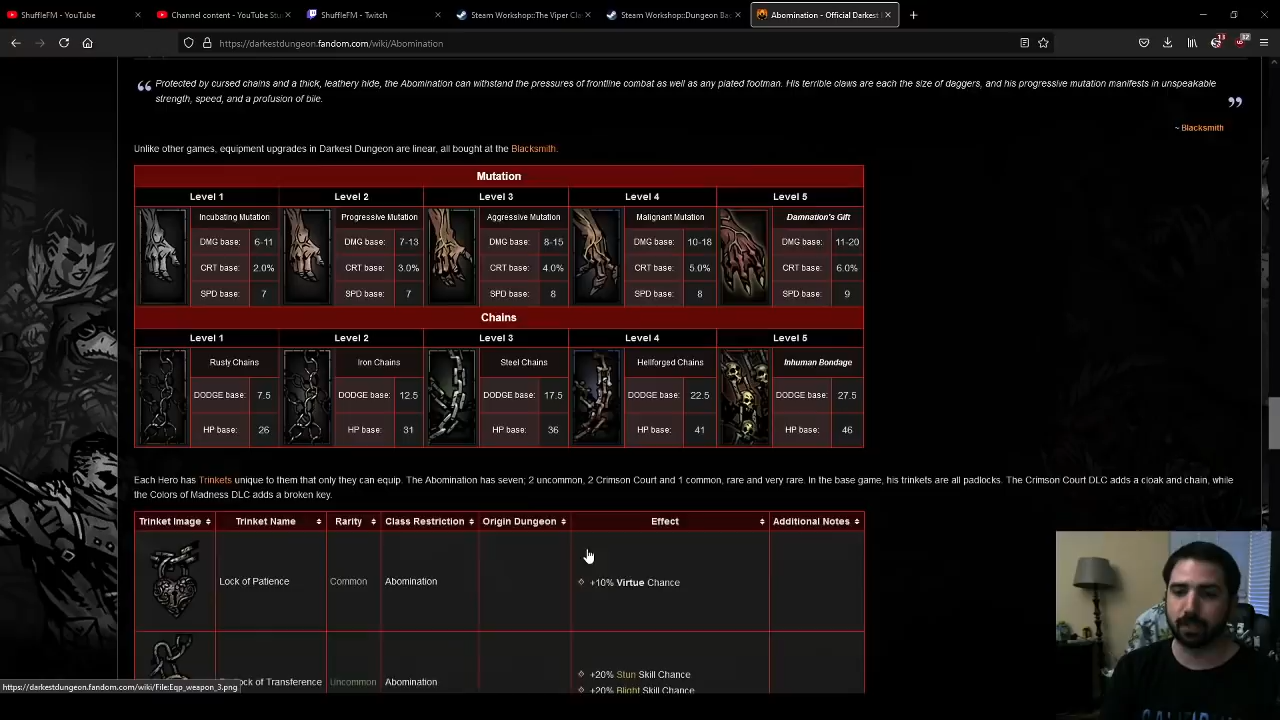 ShuffleFM - YouTube
Channel content - YouTube Stu
ShuffleFM - Twitch
Steam Workshop::The Viper Cla
Steam Workshop::Dungeon Bac
Abomination - Official Darkest
https://darkestdungeon.fandom.com/wiki/Abomination
13
32
Protected by cursed chains and a thick, leathery hide, the Abomination can withstand the pressures of frontline combat as well as any plated footman. His terrible claws are each the size of daggers, and his progressive mutation manifests in unspeakable
strength, speed, and a profusion of bile.
~ Blacksmith
Unlike other games, equipment upgrades in Darkest Dungeon are linear, all bought at the Blacksmith.
Mutation
Level 1 Level 2 Level 3 Level 4 Level 5
Incubating Mutation Progressive Mutation Aggressive Mutation Malignant Mutation Damnation's Gift
DMG base: 6-11 DMG base: 7-13 DMG base: 8-15 DMG base: 10-18 DMG base: 11-20
CRT base: 2.0% CRT base: 3.0% CRT base: 4.0% CRT base: 5.0% CRT base: 6.0%
SPD base: 7 SPD base: 7 SPD base: 8 SPD base: 8 SPD base: 9
Chains
Level 1 Level 2 Level 3 Level 4 Level 5
Rusty Chains Iron Chains Steel Chains Hellforged Chains Inhuman Bondage
DODGE base: 7.5 DODGE base: 12.5 DODGE base: 17.5 DODGE base: 22.5 DODGE base: 27.5
HP base: 26 HP base: 31 HP base: 36 HP base: 41 HP base: 46
Each Hero has Trinkets unique to them that only they can equip. The Abomination has seven; 2 uncommon, 2 Crimson Court and 1 common, rare and very rare. In the base game, his trinkets are all padlocks. The Crimson Court DLC adds a cloak and chain, while
the Colors of Madness DLC adds a broken key.
Trinket Image Trinket Name Rarity Class Restriction Origin Dungeon Effect Additional Notes
Lock of Patience Common Abomination +10% Virtue Chance
+20% Stun Skill Chance
ock of Transference Uncommon Abomination
+20% Blight Skill Chance
https://darkestdungeon.fandom.com/wiki/File:Eqp_weapon_3.png